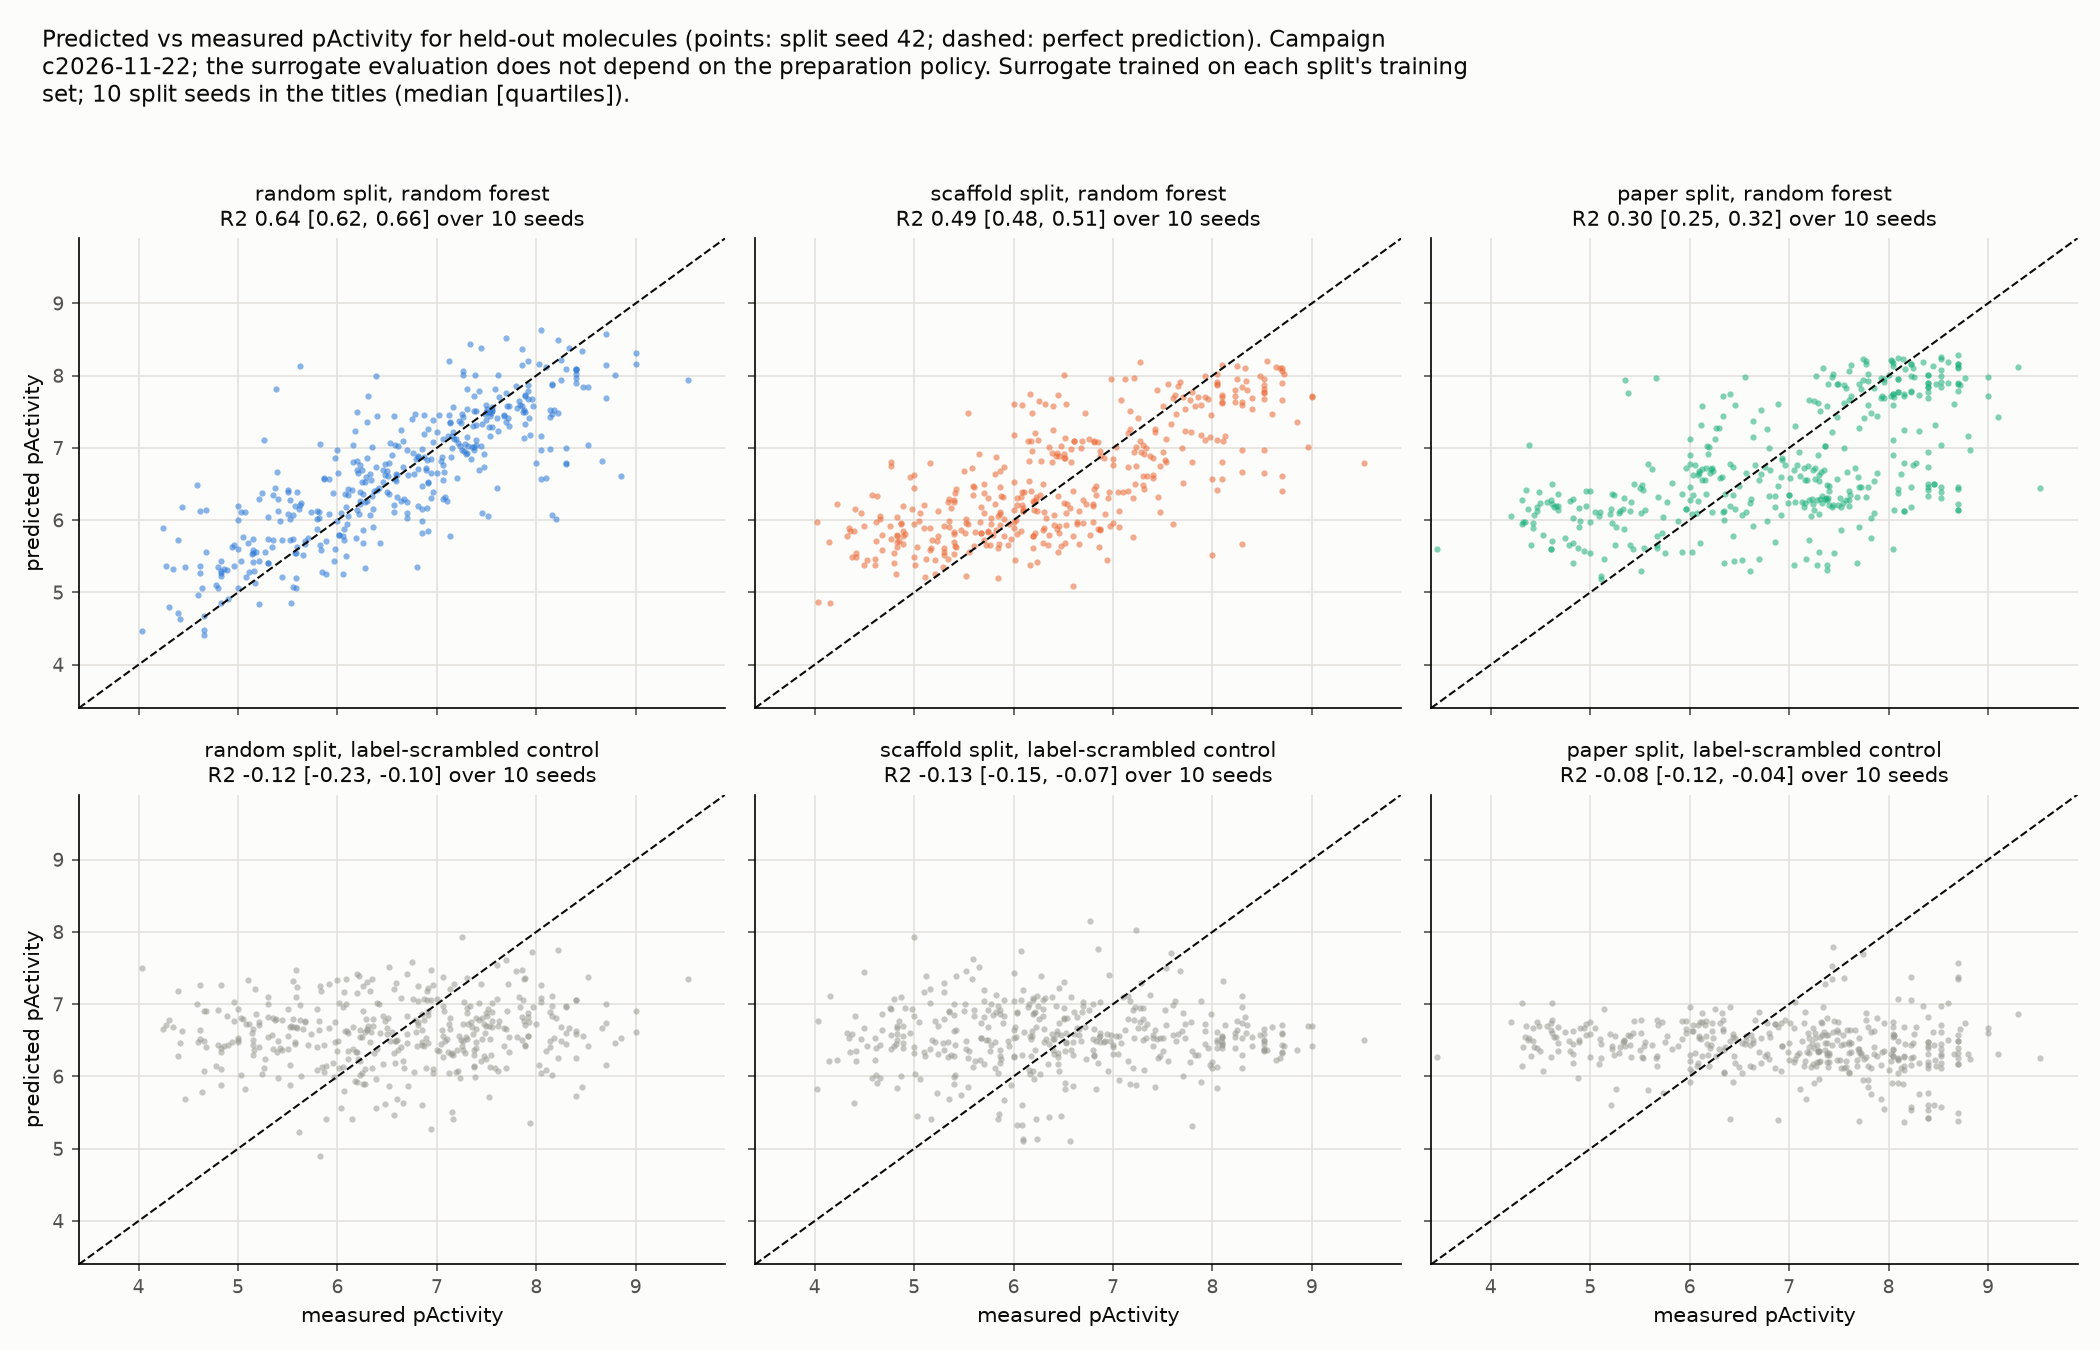 Predicted vs measured pActivity for held-out molecules (points: split seed 42; dashed: perfect prediction). Campaign
c2026-11-22; the surrogate evaluation does not depend on the preparation policy. Surrogate trained on each split's training
set; 10 split seeds in the titles (median [quartiles]).
random split, random forest
R2 0.64 [0.62, 0.66] over 10 seeds
scaffold split, random forest
R2 0.49 [0.48, 0.51] over 10 seeds
paper split, random forest
R2 0.30 [0.25, 0.32] over 10 seeds
predicted pActivity
9
8
7
6
5
4
random split, label-scrambled control
R2 -0.12 [-0.23, -0.10] over 10 seeds
scaffold split, label-scrambled control
R2 -0.13 [-0.15, -0.07] over 10 seeds
paper split, label-scrambled control
R2 -0.08 [-0.12, -0.04] over 10 seeds
predicted pActivity
9
8
7
6
5
4
4 5 6 7 8 9
4 5 6 7 8 9
4 5 6 7 8 9
measured pActivity
measured pActivity
measured pActivity